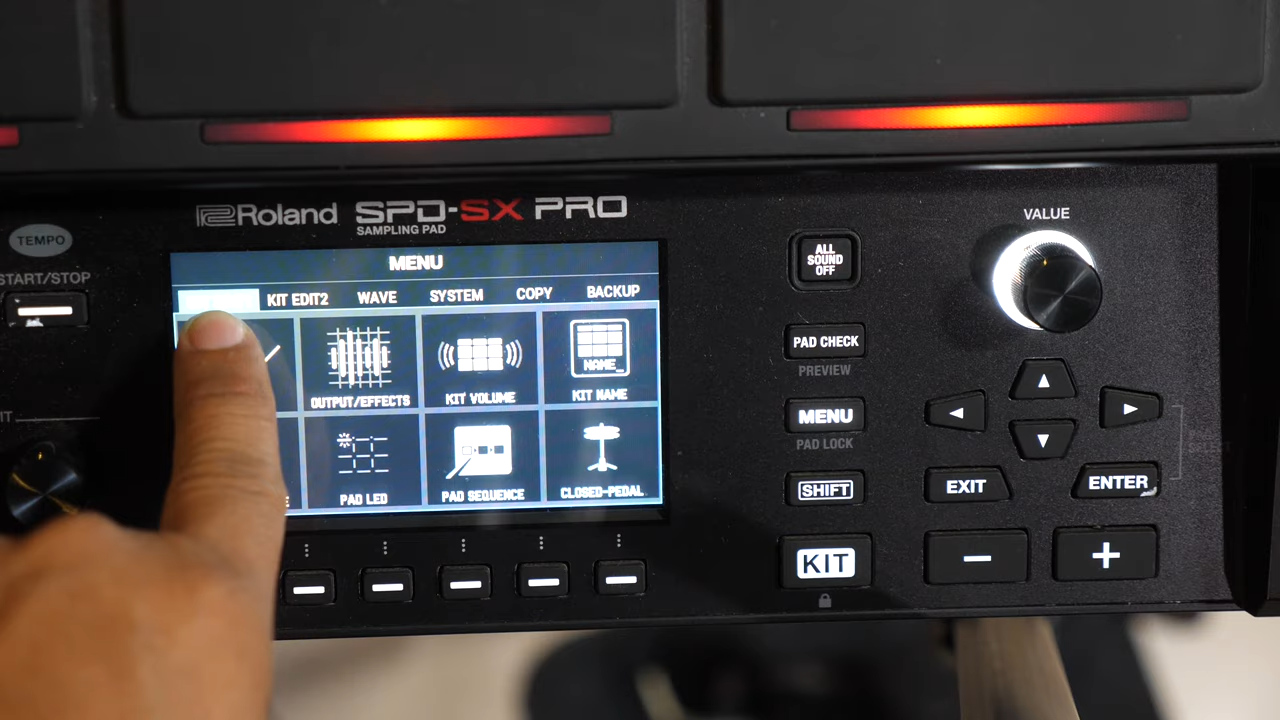 Roland SPD-SX PRO
SAMPLING PAD
TEMPO
START/STOP
MENU
KIT EDIT2 WAVE SYSTEM COPY BACKUP
OUTPUT/EFFECTS KIT VOLUME NAME_ KIT NAME
PAD LED PAD SEQUENCE CLOSED-PEDAL
VALUE
ALL
SOUND
OFF
PAD CHECK
PREVIEW
MENU
PAD LOCK
SHIFT
EXIT
ENTER
KIT
−
+